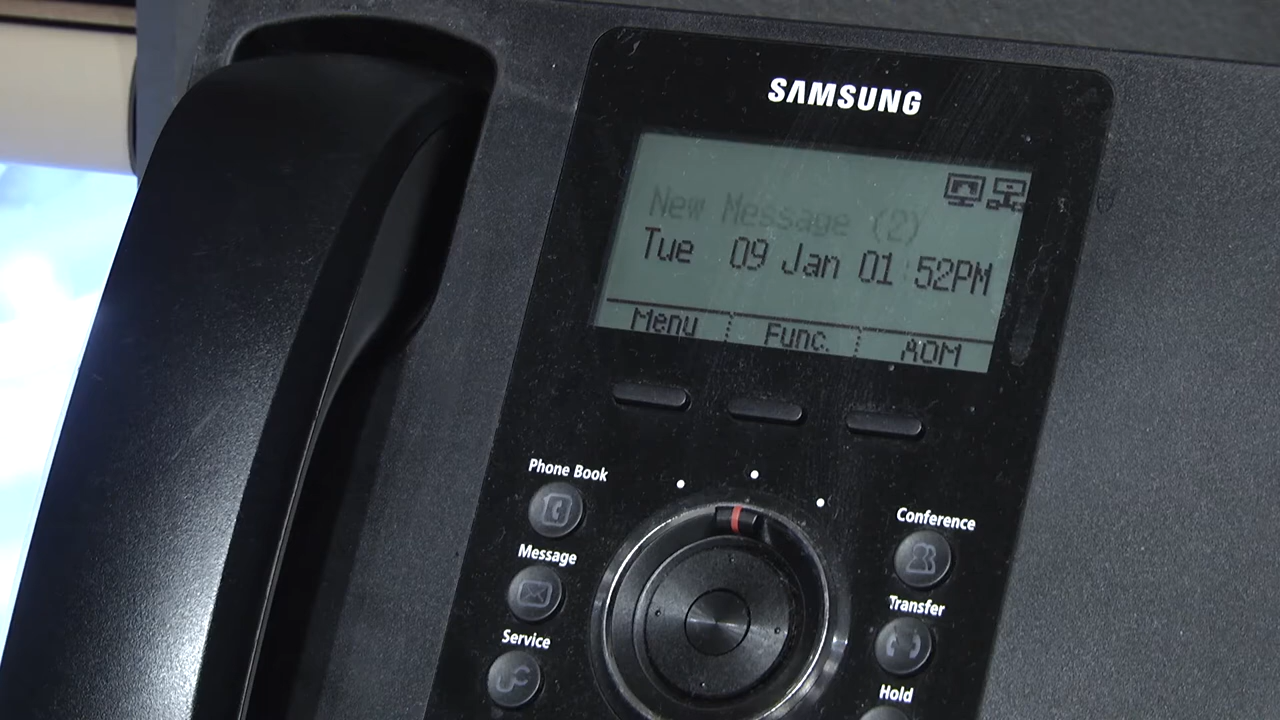 SAMSUNG
New Message (2)
Tue 09 Jan 01 52PM
Menu Func. AOM
Phone Book
Message
Service
Conference
Transfer
Hold